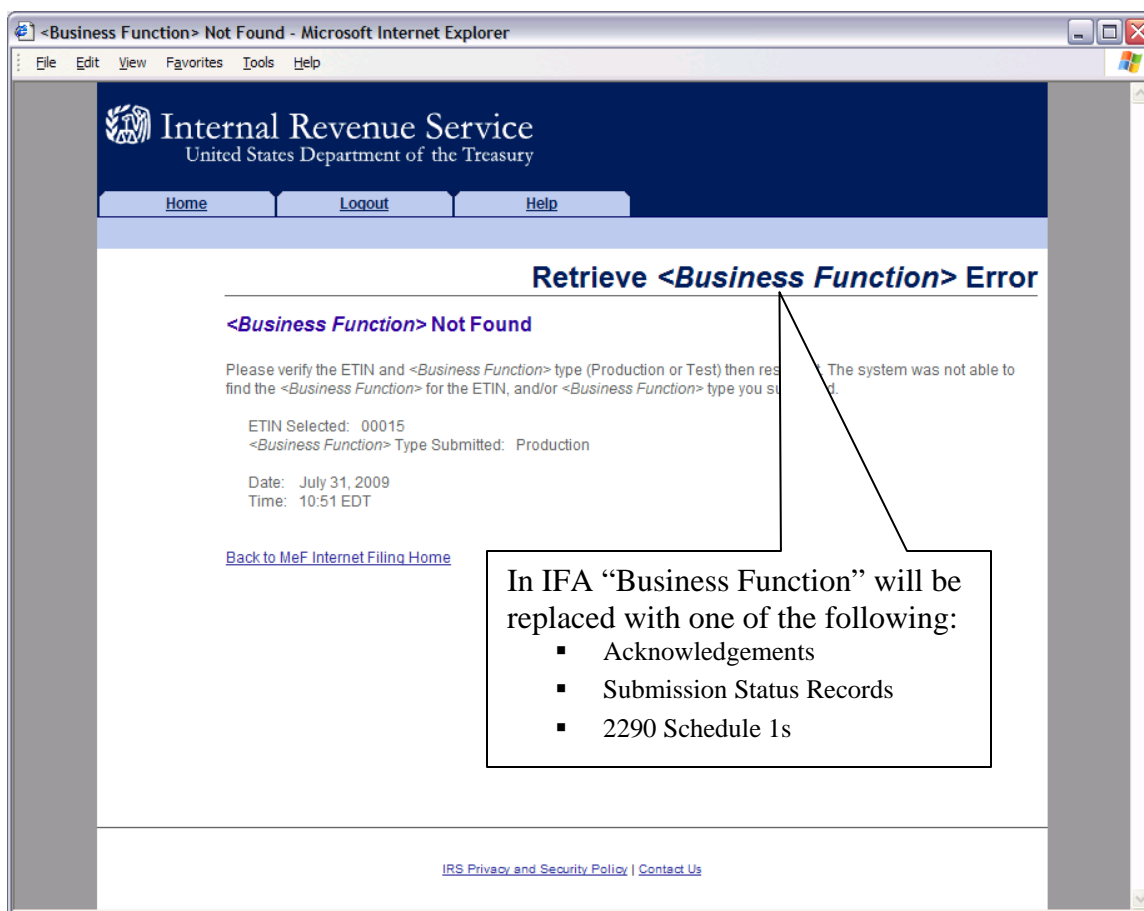 <Business Function> Not Found - Microsoft Internet Explorer
File Edit View Favorites Tools Help
Internal Revenue Service
United States Department of the Treasury
Home Logout Help
Retrieve <Business Function> Error
<Business Function> Not Found
Please verify the ETIN and <Business Function> type (Production or Test) then The system was not able to
find the <Business Function> for the ETIN, and/or <Business Function> type you
ETIN Selected: 00015
<Business Function> Type Submitted: Production
Date: July 31, 2009
Time: 10:51 EDT
Back to MeF Internet Filing Home
In IFA “Business Function” will be
replaced with one of the following:
▪ Acknowledgements
▪ Submission Status Records
▪ 2290 Schedule 1s
IRS Privacy and Security Policy | Contact Us